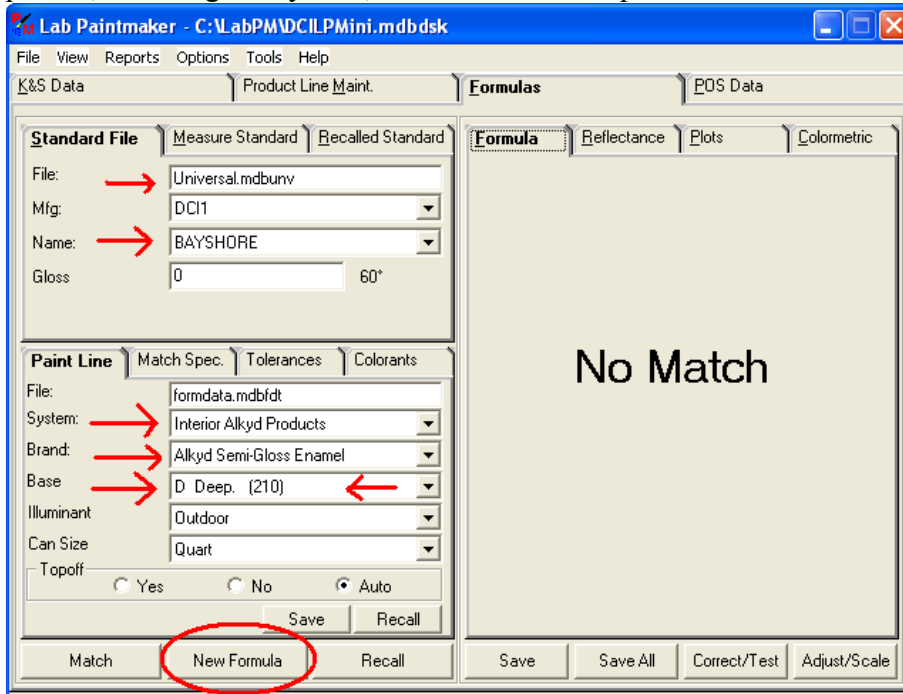 Lab Paintmaker - C:\LabPM\DCILPMini.mdbdsk
File View Reports Options Tools Help
K&S Data Product Line Maint. Formulas POS Data
Standard File Measure Standard Recalled Standard Formula Reflectance Plots Colormetric
File: Universal.mdbunv
Mfg: DCI1
Name: BAYSHORE
Gloss 0 60°
Paint Line Match Spec. Tolerances Colorants
No Match
File: formdata.mdbfdt
System: Interior Alkyd Products
Brand: Alkyd Semi-Gloss Enamel
Base D Deep. (210)
Illuminant Outdoor
Can Size Quart
Topoff
Yes No Auto
Save Recall
Match New Formula Recall Save Save All Correct/Test Adjust/Scale